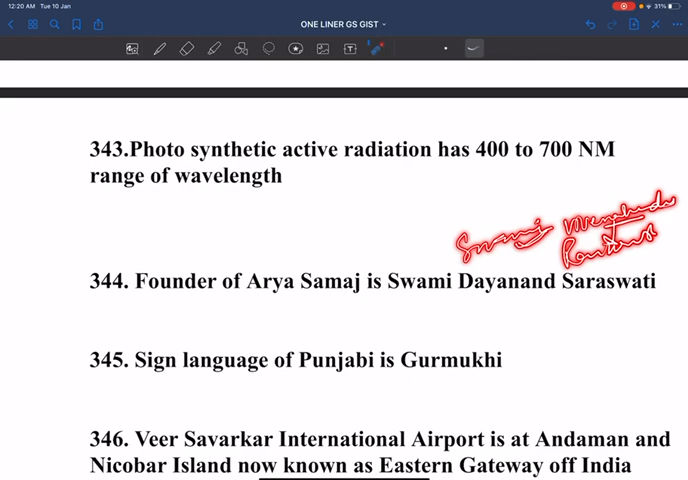 12:20 AM Tue 10 Jan
31%
ONE LINER GS GIST
343.Photo synthetic active radiation has 400 to 700 NM
range of wavelength
Swami
344. Founder of Arya Samaj is Swami Dayanand Saraswati
345. Sign language of Punjabi is Gurmukhi
346. Veer Savarkar International Airport is at Andaman and
Nicobar Island now known as Eastern Gateway off India